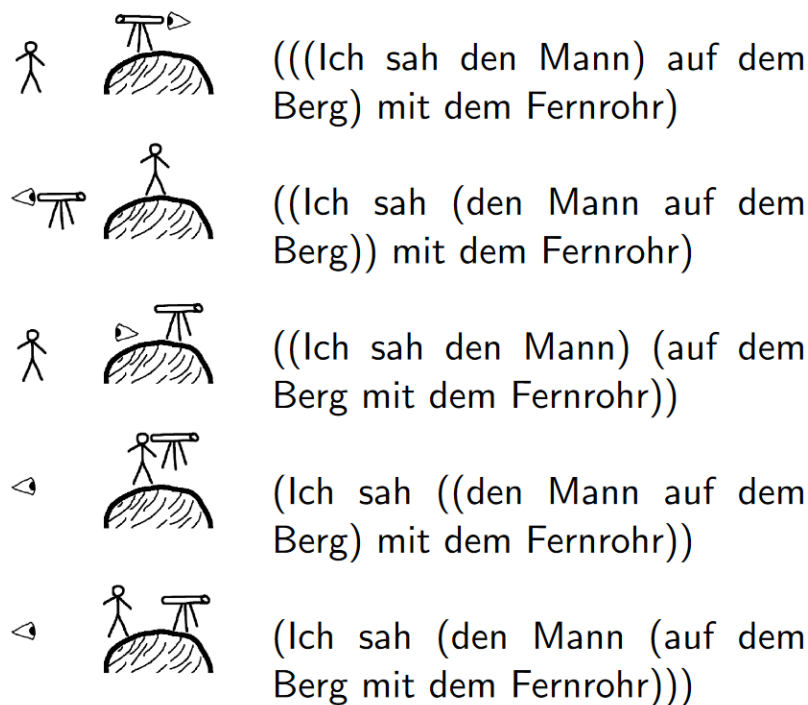 (((Ich sah den Mann) auf dem
Berg) mit dem Fernrohr)
((Ich sah (den Mann auf dem
Berg)) mit dem Fernrohr)
((Ich sah den Mann) (auf dem
Berg mit dem Fernrohr))
(Ich sah ((den Mann auf dem
Berg) mit dem Fernrohr))
(Ich sah (den Mann (auf dem
Berg mit dem Fernrohr)))